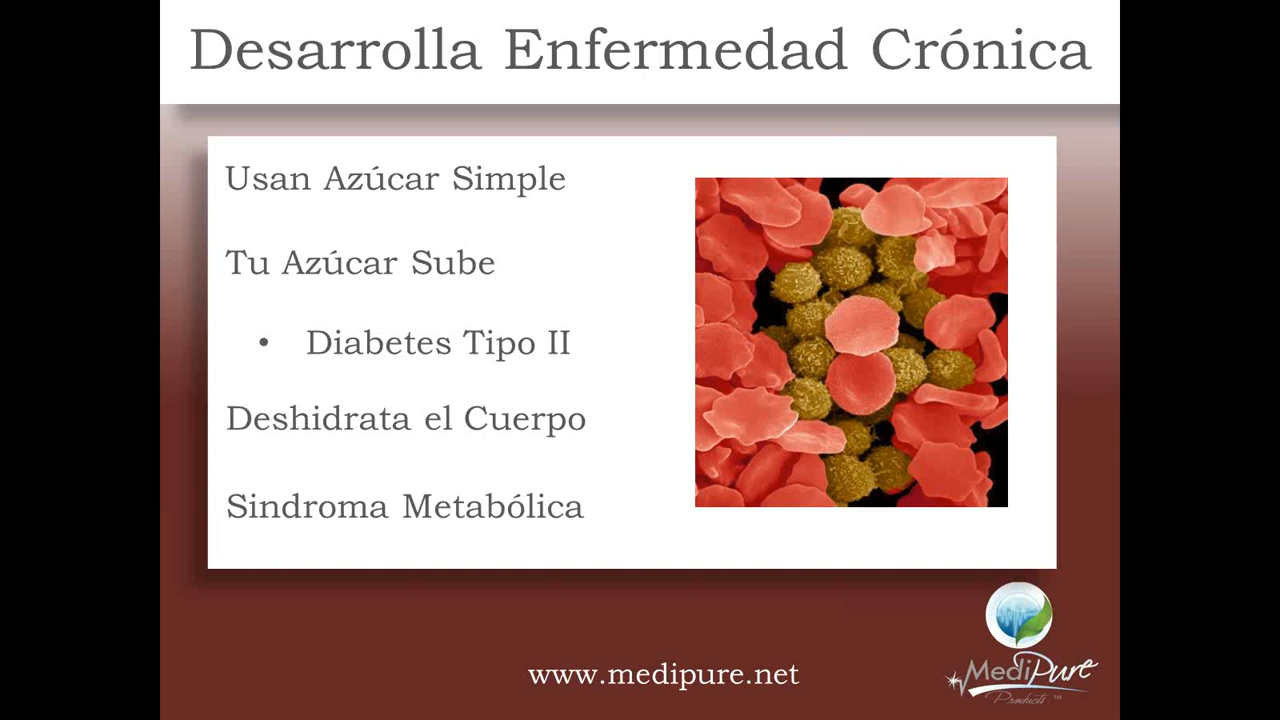 Desarrolla Enfermedad Crónica
Usan Azúcar Simple
Tu Azúcar Sube
• Diabetes Tipo II
Deshidrata el Cuerpo
Sindroma Metabólica
www.medipure.net
MediPure
Products™